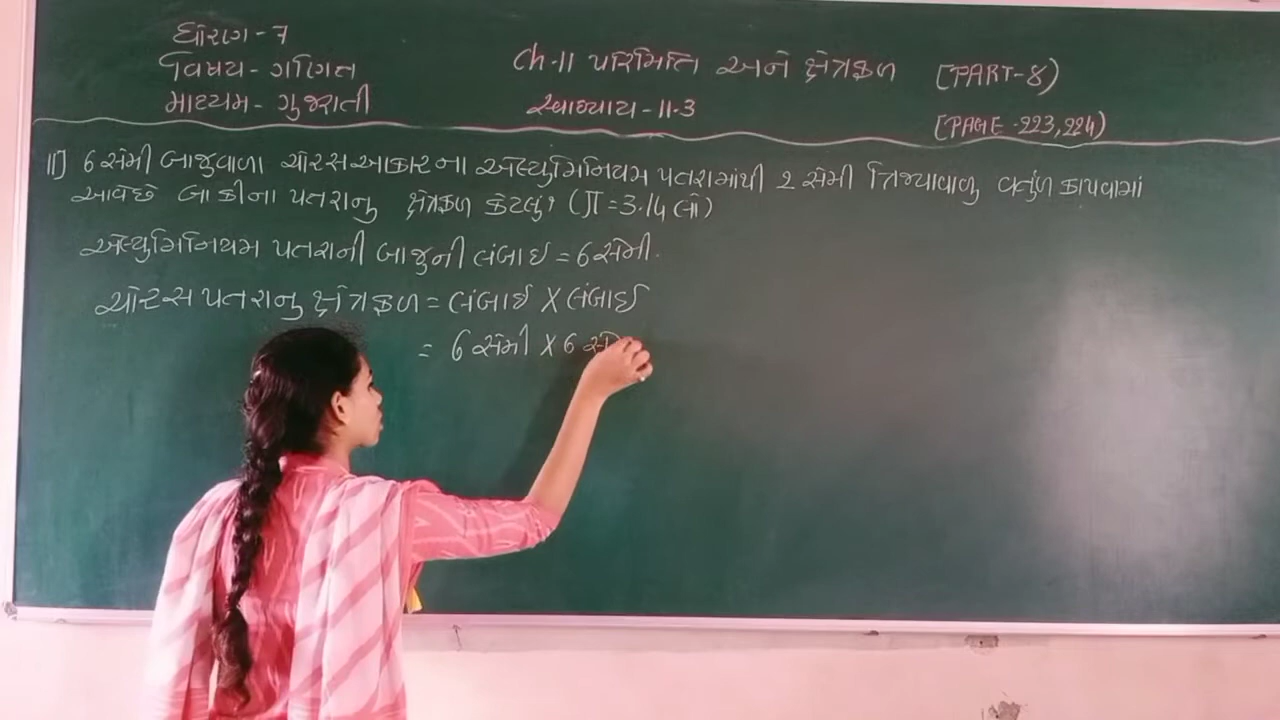 ધોરણ - 7
વિષય - ગણિત
માધ્યમ - ગુજરાતી
Ch-11 પરિમિતિ અને ક્ષેત્રફળ
[PART-8)
સ્વાધ્યાય - 11.3
[PAGE -223,224)
11] 6 સેમી બાજુવાળા ચોરસઆકારના એલ્યુમિનિયમ પતરામાંથી 2 સેમી ત્રિજ્યાવાળુ વર્તુળ કાપવામાં
આવેછે બાકીના પતરાનુ ક્ષેત્રફળ કેટલું? (π = 3.14 લો)
એલ્યુમિનિયમ પતરાની બાજુની લંબાઇ = 6 સેમી.
ચોરસ પતરાનુ ક્ષેત્રફળ = લંબાઇ X લંબાઇ
= 6 સેમી X 6 સે